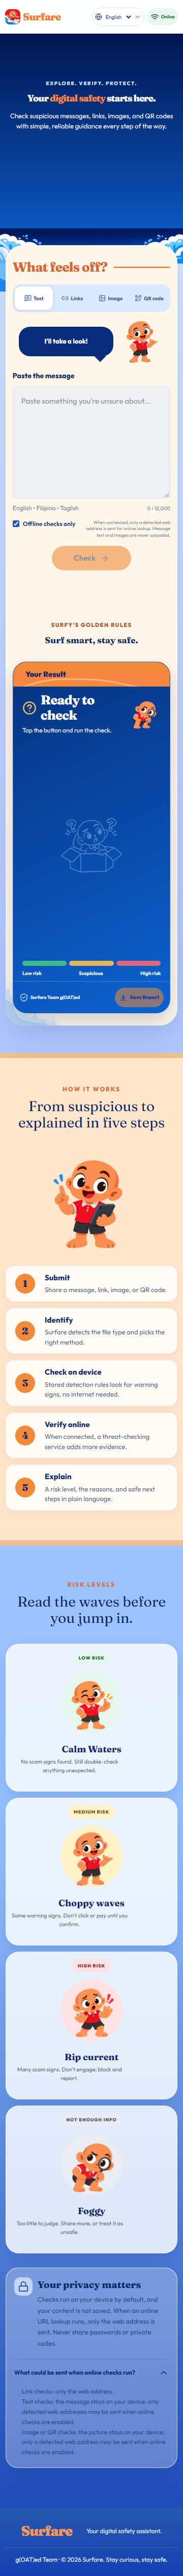 Surfare
English
Online
EXPLORE. VERIFY. PROTECT.
Your digital safety starts here.
Check suspicious messages, links, images, and QR codes
with simple, reliable guidance every step of the way.
What feels off?
Text
Links
Image
QR code
I'll take a look!
Paste the message
Paste something you're unsure about...
English • Filipino • Taglish
0 / 12,000
Offline checks only
When unchecked, only a detected web
address is sent for online checks. Message
text and images are never uploaded.
Check
SURFY'S GOLDEN RULES
Surf smart, stay safe.
Your Result
Ready to
check
Tap the button and run the check.
Low risk
Suspicious
High risk
Surfare Team g(OAT)ed
Save Report
HOW IT WORKS
From suspicious to
explained in five steps
1
Submit
Share a message, link, image, or QR code.
2
Identify
Surfare detects the file type and picks the
right method.
3
Check on device
Stored detection rules look for warning
signs, no internet needed.
4
Verify online
When connected, a threat-checking
service adds more evidence.
5
Explain
A risk level, the reasons, and safe next
steps in plain language.
RISK LEVELS
Read the waves before
you jump in.
LOW RISK
Calm Waters
No scam signs found. Still double-check
anything unexpected.
MEDIUM RISK
Choppy waves
Some warning signs. Don't click or pay until you
confirm.
HIGH RISK
Rip current
Many scam signs. Don't engage; block and
report.
NOT ENOUGH INFO
Foggy
Too little to judge. Share more, or treat it as
unsafe.
Your privacy matters
Checks run on your device by default, and
your content is not saved. When an online
URL lookup runs, only the web address is
sent. Never share passwords or private
codes.
What could be sent when online checks run?
Link checks: only the web address.
Text checks: the message stays on your device; only
detected web addresses may be sent when online
checks are enabled.
Image or QR checks: the picture stays on your device;
only a detected web address may be sent when online
checks are enabled.
Surfare
Your digital safety assistant.
g(OAT)ed Team · © 2026 Surfare. Stay curious, stay safe.